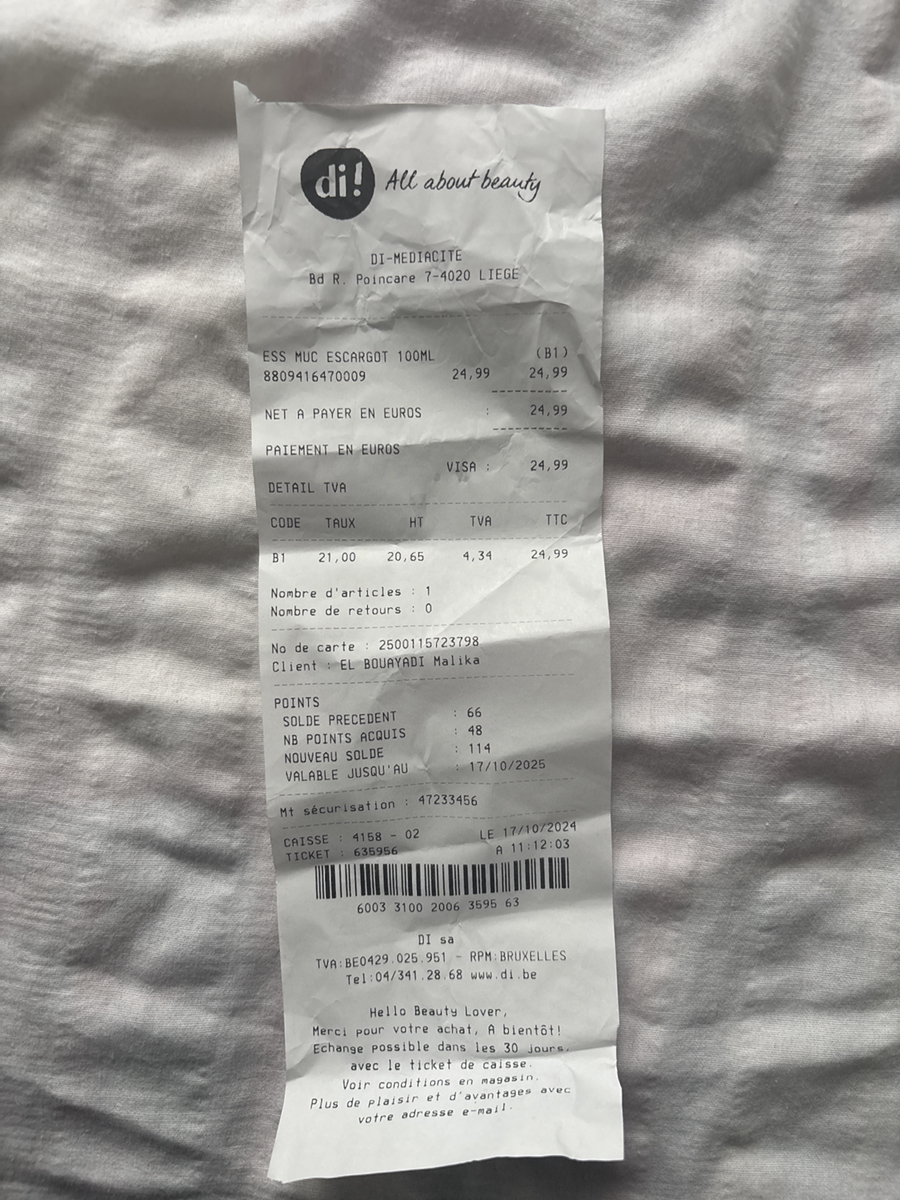 di! All about beauty
DI-MEDIACITE
Bd R. Poincare 7-4020 LIEGE
ESS MUC ESCARGOT 100ML (B1)
8809416470009 24,99 24,99
NET A PAYER EN EUROS : 24,99
PAIEMENT EN EUROS
VISA : 24,99
DETAIL TVA
CODE TAUX HT TVA TTC
B1 21,00 20,65 4,34 24,99
Nombre d'articles : 1
Nombre de retours : 0
No de carte : 2500115723798
Client : EL BOUAYADI Malika
POINTS
SOLDE PRECEDENT : 66
NB POINTS ACQUIS : 48
NOUVEAU SOLDE : 114
VALABLE JUSQU'AU : 17/10/2025
Mt sécurisation : 47233456
CAISSE : 4158 - 02 LE 17/10/2024
TICKET : 635956 A 11:12:03
6003 3100 2006 3595 63
DI sa
TVA:BE0429.025.951 - RPM:BRUXELLES
Tel:04/341.28.68 www.di.be
Hello Beauty Lover,
Merci pour votre achat, A bientôt!
Echange possible dans les 30 jours,
avec le ticket de caisse.
Voir conditions en magasin.
Plus de plaisir et d'avantages avec
votre adresse e-mail.